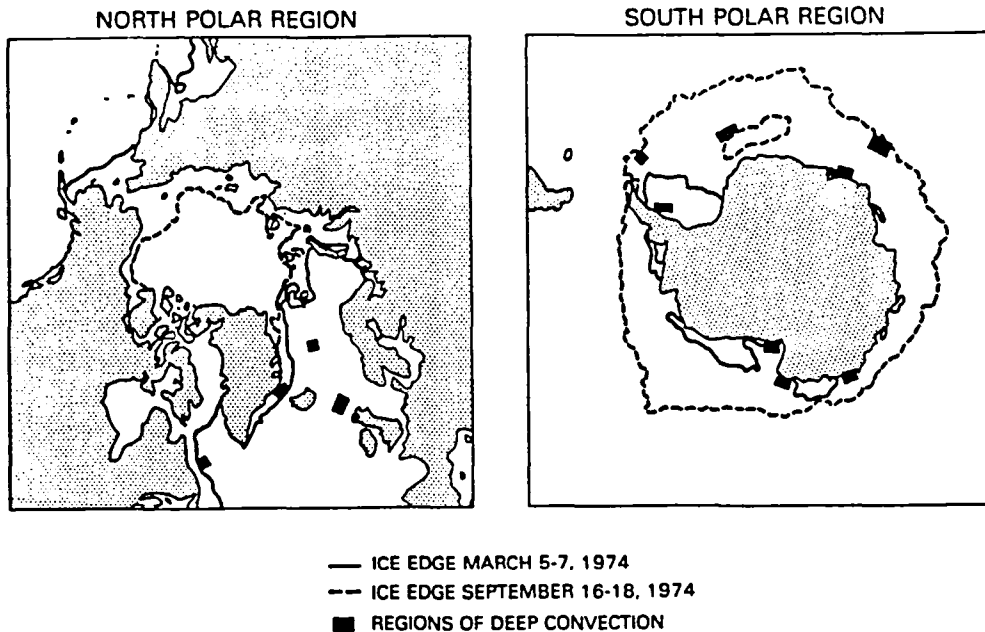 NORTH POLAR REGION
SOUTH POLAR REGION
ICE EDGE MARCH 5-7, 1974
ICE EDGE SEPTEMBER 16-18, 1974
REGIONS OF DEEP CONVECTION